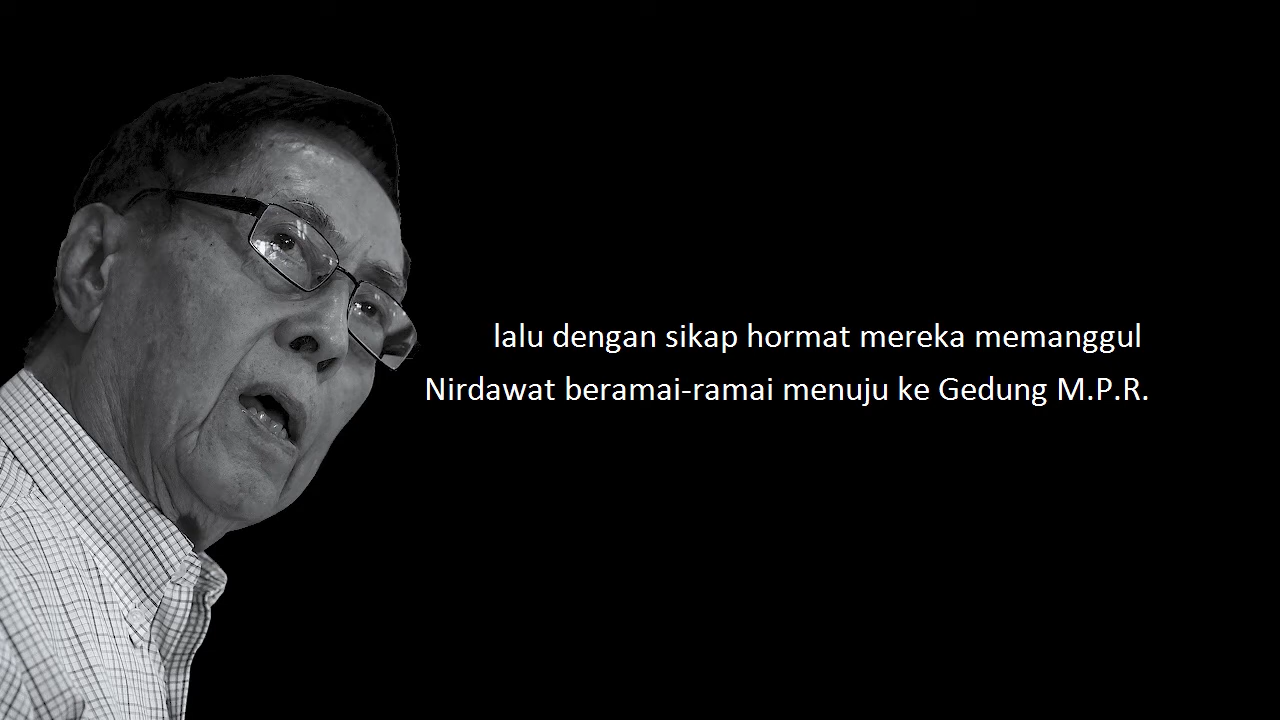 lalu dengan sikap hormat mereka memanggul
Nirdawat beramai-ramai menuju ke Gedung M.P.R.